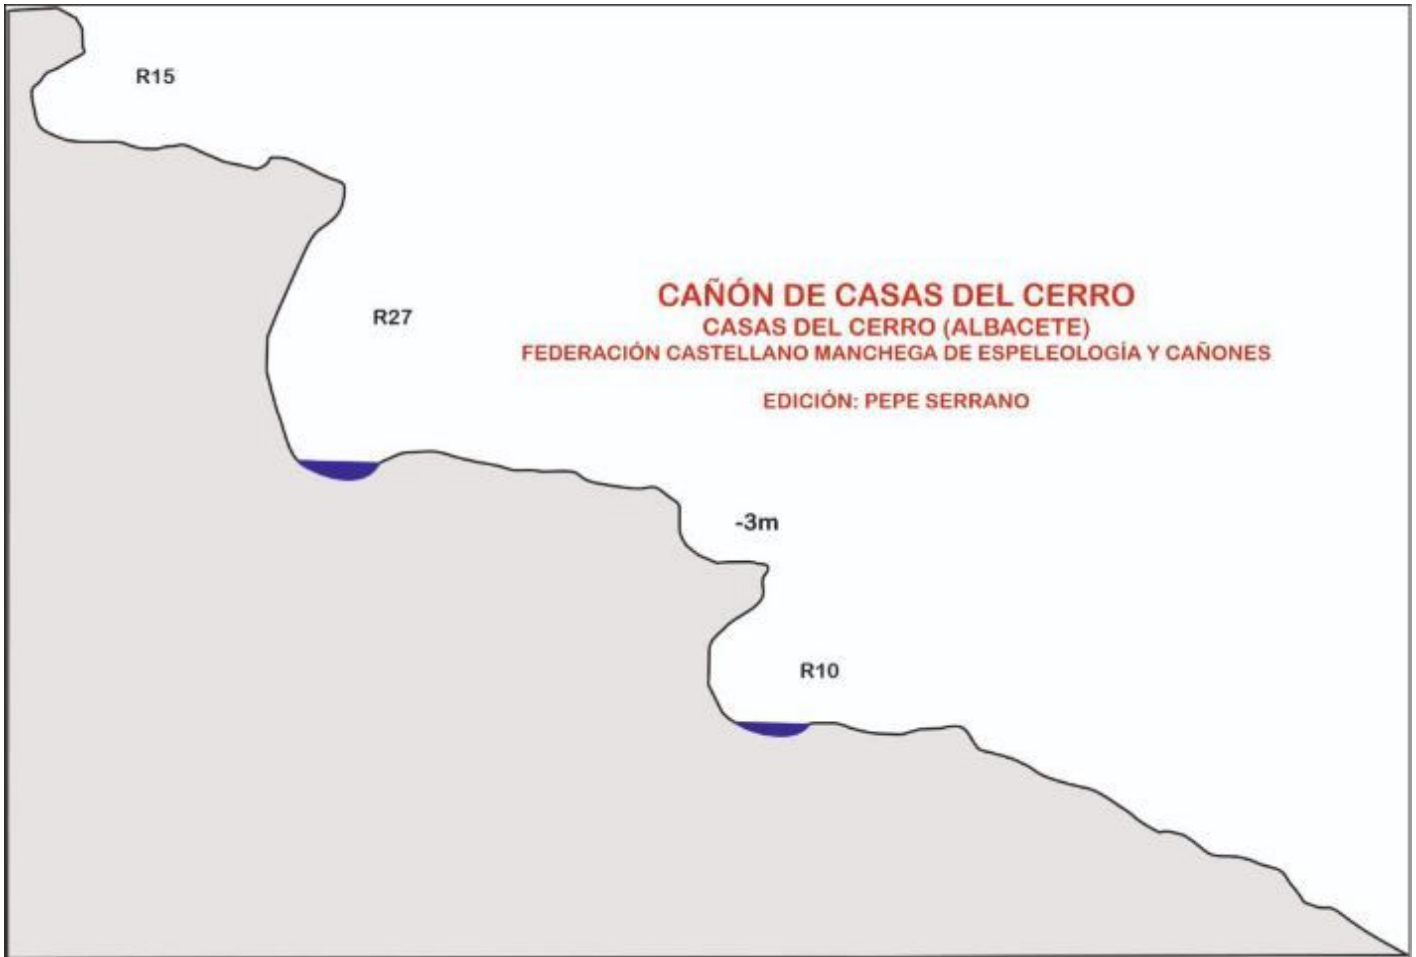 R15
R27
CAÑÓN DE CASAS DEL CERRO
CASAS DEL CERRO (ALBACETE)
FEDERACIÓN CASTELLANO MANCHEGA DE ESPELEOLOGÍA Y CAÑONES
EDICIÓN: PEPE SERRANO
-3m
R10